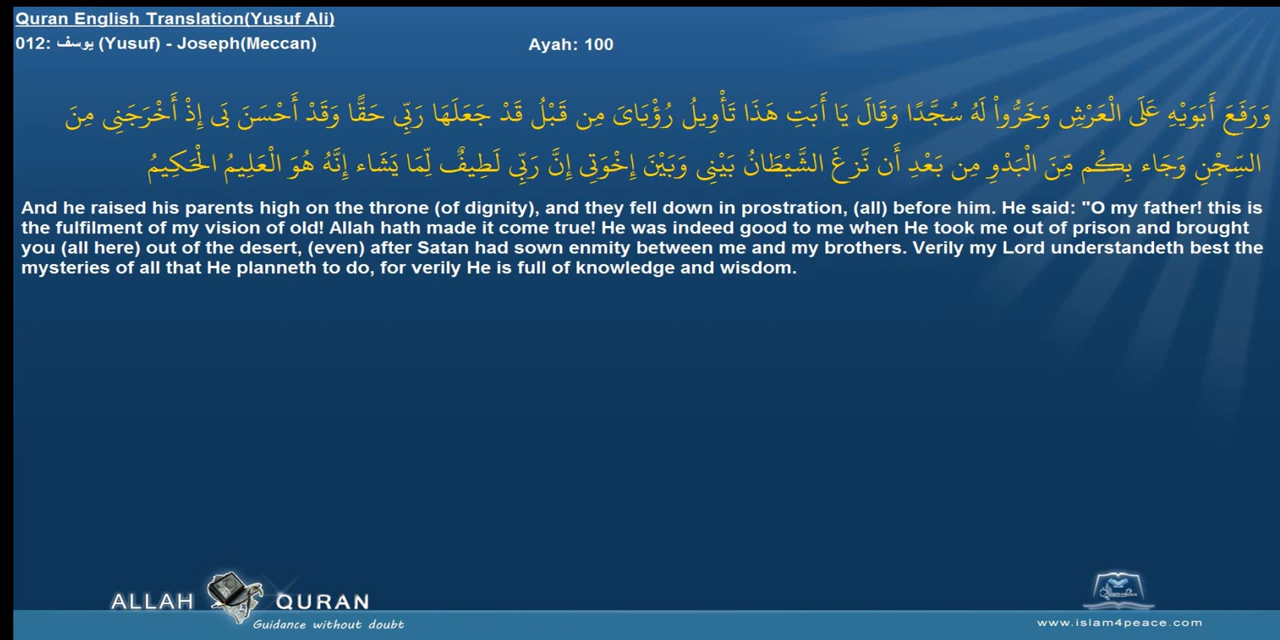 Quran English Translation(Yusuf Ali)
012: يوسف (Yusuf) - Joseph(Meccan)
Ayah: 100
وَرَفَعَ أَبَوَيْهِ عَلَى الْعَرْشِ وَخَرُّواْ لَهُ سُجَّدًا وَقَالَ يَا أَبَتِ هَذَا تَأْوِيلُ رُؤْيَايَ مِن قَبْلُ قَدْ جَعَلَهَا رَبِّي حَقًّا وَقَدْ أَحْسَنَ بَي إِذْ أَخْرَجَنِي مِنَ
السِّجْنِ وَجَاء بِكُم مِّنَ الْبَدْوِ مِن بَعْدِ أَن نَّزغَ الشَّيْطَانُ بَيْنِي وَبَيْنَ إِخْوَتِي إِنَّ رَبِّي لَطِيفٌ لِّمَا يَشَاء إِنَّهُ هُوَ الْعَلِيمُ الْحَكِيمُ
And he raised his parents high on the throne (of dignity), and they fell down in prostration, (all) before him. He said: "O my father! this is
the fulfilment of my vision of old! Allah hath made it come true! He was indeed good to me when He took me out of prison and brought
you (all here) out of the desert, (even) after Satan had sown enmity between me and my brothers. Verily my Lord understandeth best the
mysteries of all that He planneth to do, for verily He is full of knowledge and wisdom.
ALLAH QURAN
Guidance without doubt
www.islam4peace.com